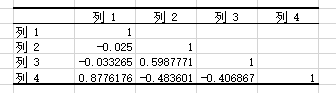 列 1 列 2 列 3 列 4
列 1 1
列 2 -0.025 1
列 3 -0.033265 0.5987771 1
列 4 0.8776176 -0.483601 -0.406867 1